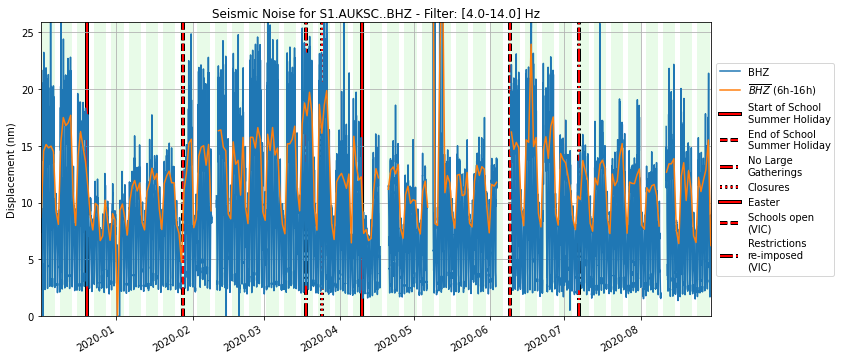 Seismic Noise for S1.AUKSC..BHZ - Filter: [4.0-14.0] Hz
Displacement (nm)
25
20
15
10
5
0
2020-01
2020-02
2020-03
2020-04
2020-05
2020-06
2020-07
2020-08
BHZ
BHZ (6h-16h)
Start of School
Summer Holiday
End of School
Summer Holiday
No Large
Gatherings
Closures
Easter
Schools open
(VIC)
Restrictions
re-imposed
(VIC)